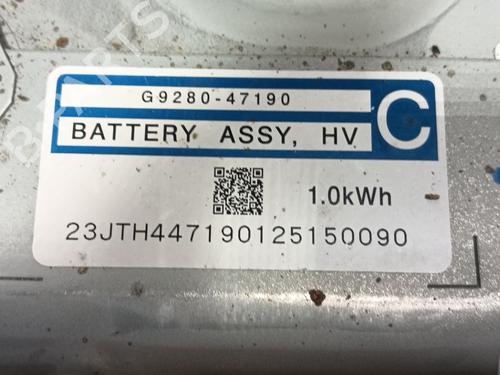 G9280-47190
BATTERY ASSY, HV
C
1.0kWh
23JTH447190125150090